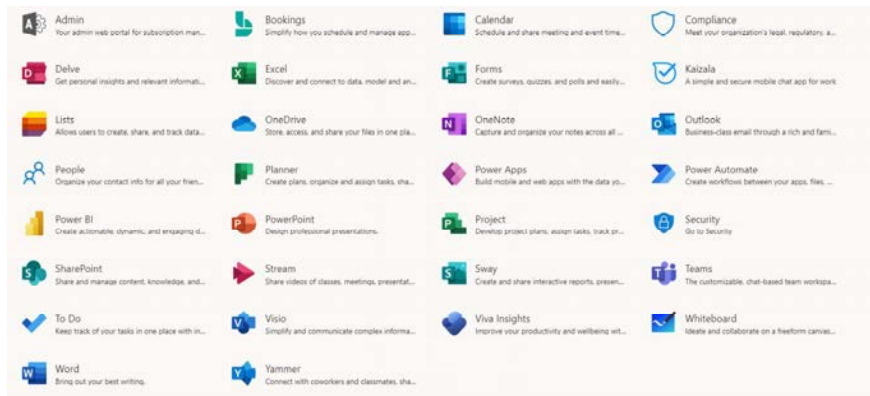 Admin
Your admin web portal for subscription man...
Bookings
Simplify how you schedule and manage app...
Calendar
Schedule and share meeting and event time...
Compliance
Meet your organization's legal, regulatory, a...
Delve
Get personal insights and relevant informati...
Excel
Discover and connect to data, model and an...
Forms
Create surveys, quizzes, and polls and easily...
Kaizala
A simple and secure mobile chat app for work
Lists
Allows users to create, share, and track data...
OneDrive
Store, access, and share your files in one pla...
OneNote
Capture and organize your notes across all ...
Outlook
Business-class email through a rich and fami...
People
Organize your contact info for all your frien...
Planner
Create plans, organize and assign tasks, sha...
Power Apps
Build mobile and web apps with the data yo...
Power Automate
Create workflows between your apps, files, ...
Power BI
Create actionable, dynamic, and engaging d...
PowerPoint
Design professional presentations.
Project
Develop project plans, assign tasks, track pr...
Security
Go to Security
SharePoint
Share and manage content, knowledge, and...
Stream
Share videos of classes, meetings, presentat...
Sway
Create and share interactive reports, presen...
Teams
The customizable, chat-based team workspa...
To Do
Keep track of your tasks in one place with in...
Visio
Simplify and communicate complex informa...
Viva Insights
Improve your productivity and wellbeing wit...
Whiteboard
Ideate and collaborate on a freeform canvas...
Word
Bring out your best writing.
Yammer
Connect with coworkers and classmates, sha...